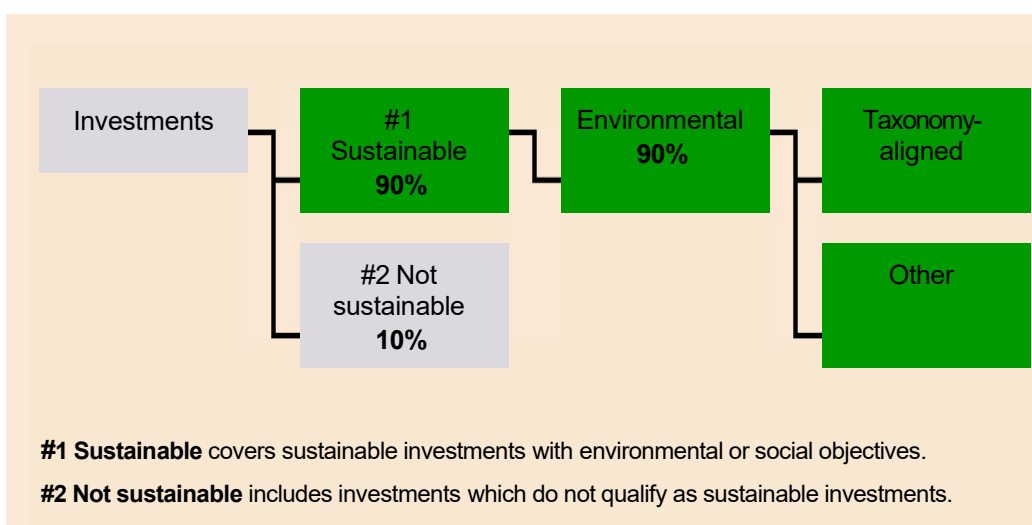 Investments
#1
Sustainable
90%
Environmental
90%
Taxonomy-
aligned
#2 Not
sustainable
10%
Other
#1 Sustainable covers sustainable investments with environmental or social objectives.
#2 Not sustainable includes investments which do not qualify as sustainable investments.